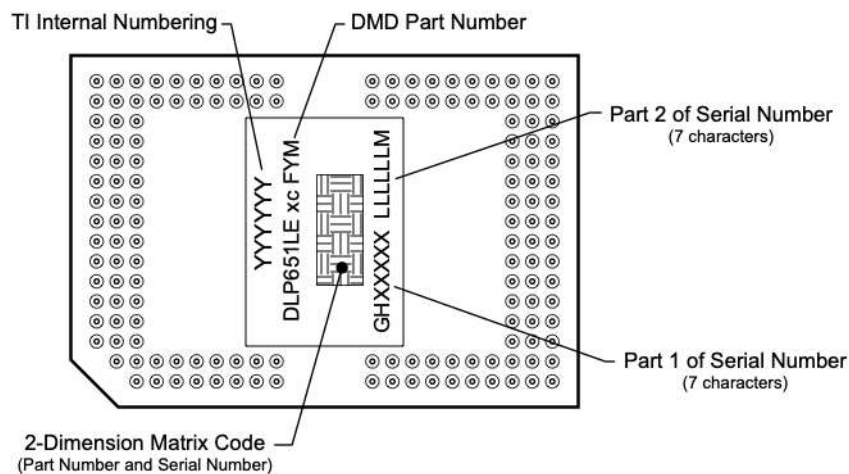 TI Internal Numbering
DMD Part Number
Part 2 of Serial Number
(7 characters)
YYYYYYY
DLP651LE xc FYM
GHXXXXX LLLLLLM
Part 1 of Serial Number
(7 characters)
2-Dimension Matrix Code
(Part Number and Serial Number)